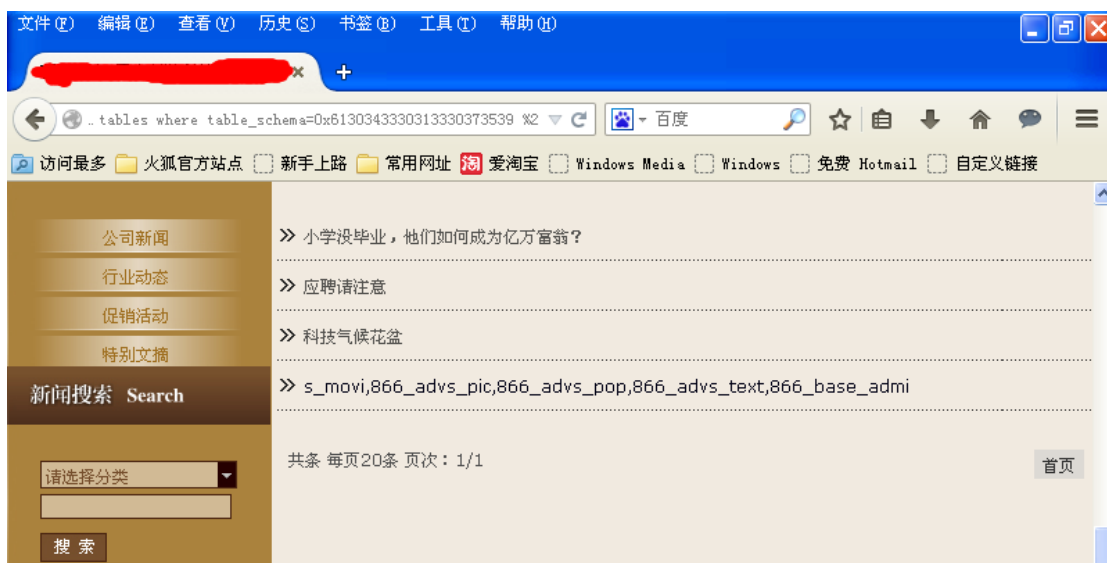 文件(F) 编辑(E) 查看(V) 历史(S) 书签(B) 工具(T) 帮助(H)
..tables where table_schema=0x6130343330313330373539 %2 百度
访问最多 火狐官方站点 新手上路 常用网址 淘 爱淘宝 Windows Media Windows 免费 Hotmail 自定义链接
公司新闻
» 小学没毕业，他们如何成为亿万富翁？
行业动态
» 应聘请注意
促销活动
» 科技气候花盆
特别文摘
新闻搜索 Search
» s_movi,866_advs_pic,866_advs_pop,866_advs_text,866_base_admi
共条 每页20条 页次：1/1
首页
请选择分类
搜 索